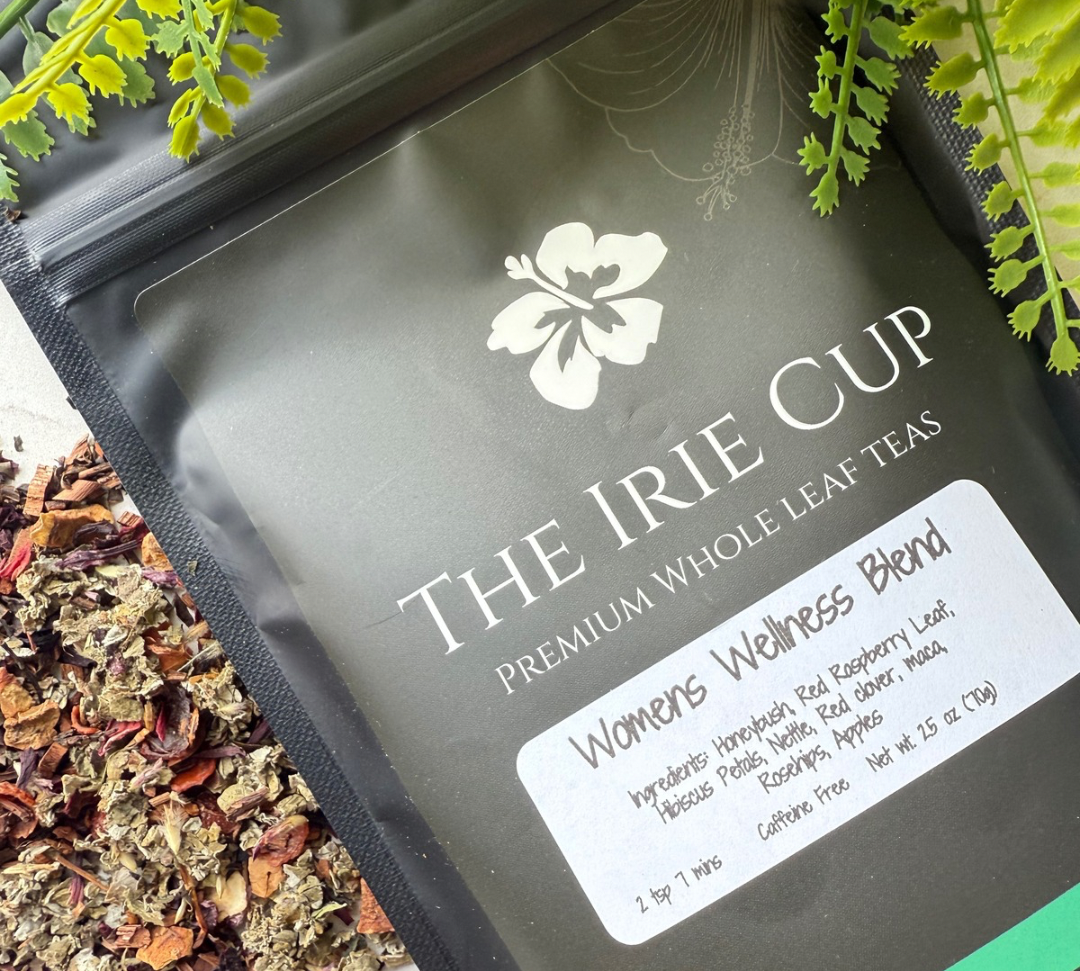 THE IRIE CUP
PREMIUM WHOLE LEAF TEAS
Womens Wellness Blend
Ingredients: Honeybush, Red Raspberry Leaf,
Hibiscus Petals, Nettle, Red clover, maca,
Rosehips, Apples
Caffeine Free Net wt. 2.5 oz (70g)
2 tsp 7 mins